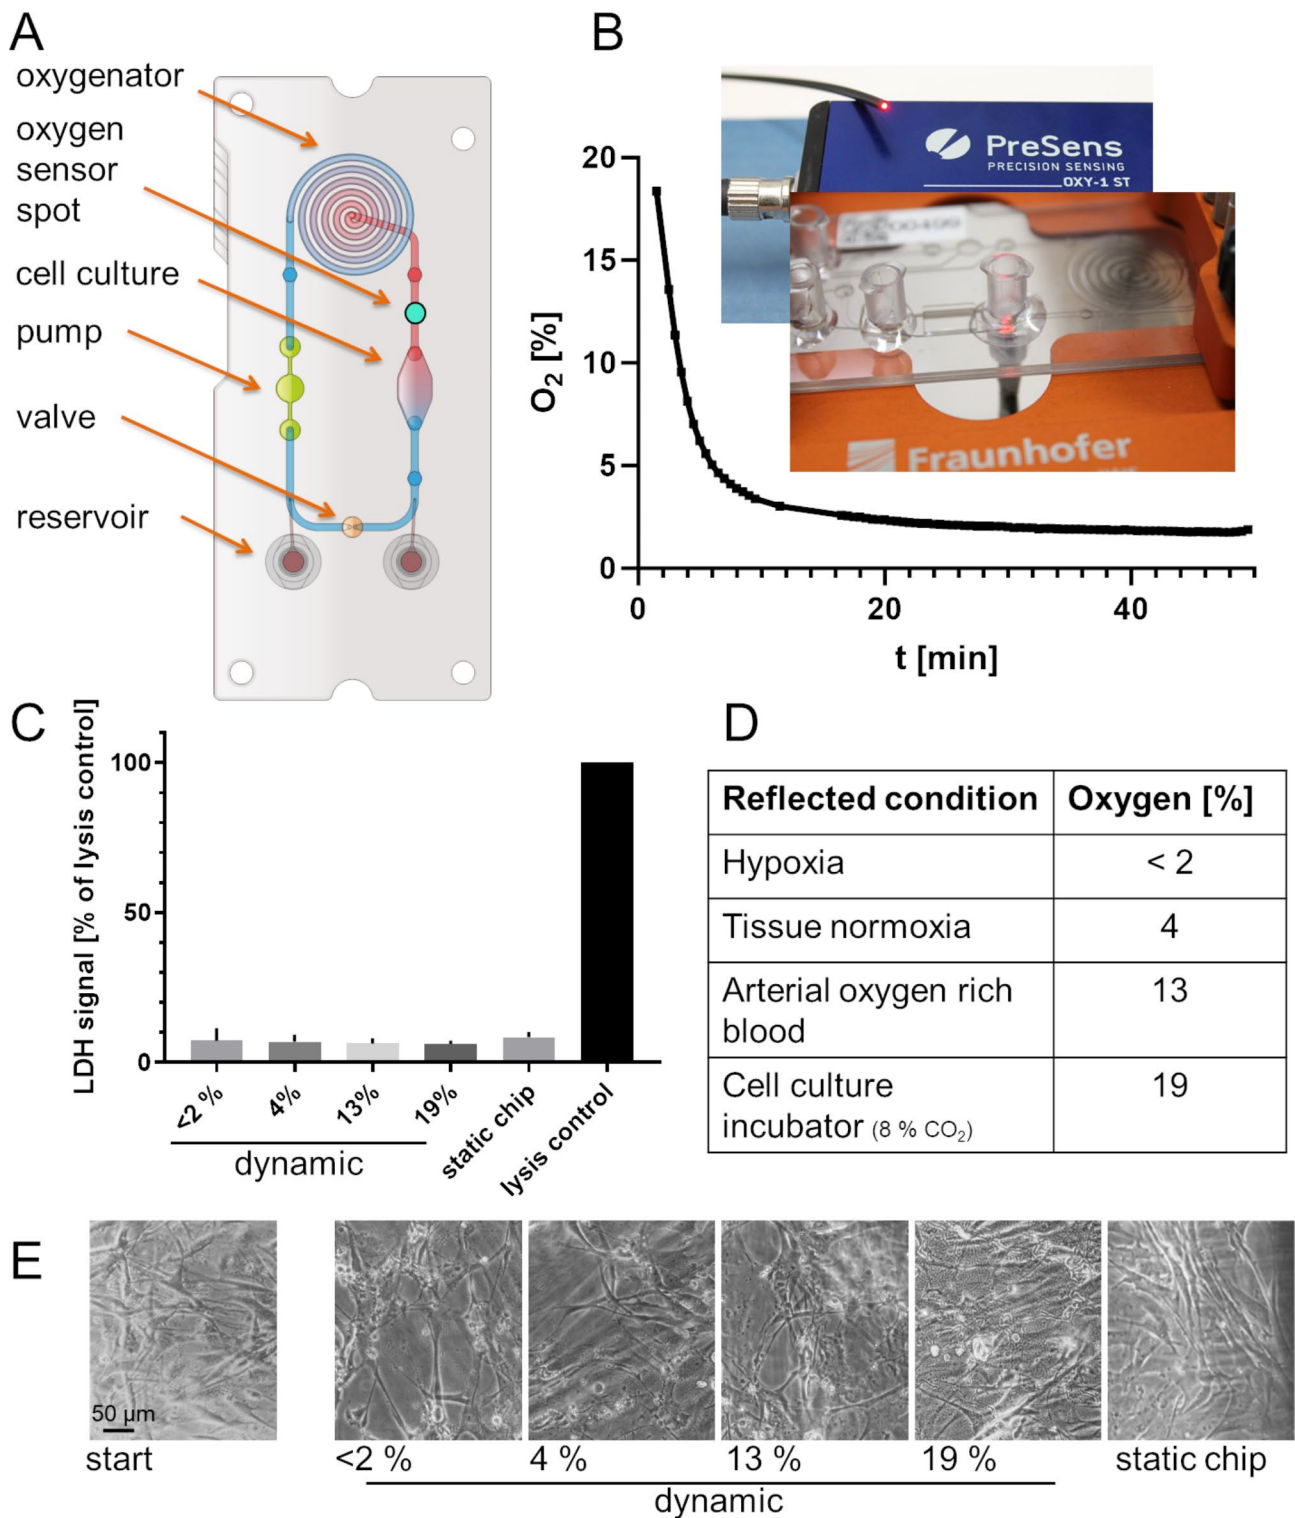 A
oxygenator
oxygen
sensor
spot
cell culture
pump
valve
reservoir
B
20
15
10
5
0
O₂ [%]
0
20
40
t [min]
PreSens
PRECISION SENSING
OXY-1 ST
00499
Fraunhofer
C
LDH signal [% of lysis control]
100
50
0
<2 %
4%
13%
19%
static chip
lysis control
dynamic
D
Reflected condition
Oxygen [%]
Hypoxia
< 2
Tissue normoxia
4
Arterial oxygen rich
blood
13
Cell culture
incubator (8 % CO₂)
19
E
50 µm
start
<2 %
4 %
13 %
19 %
static chip
dynamic